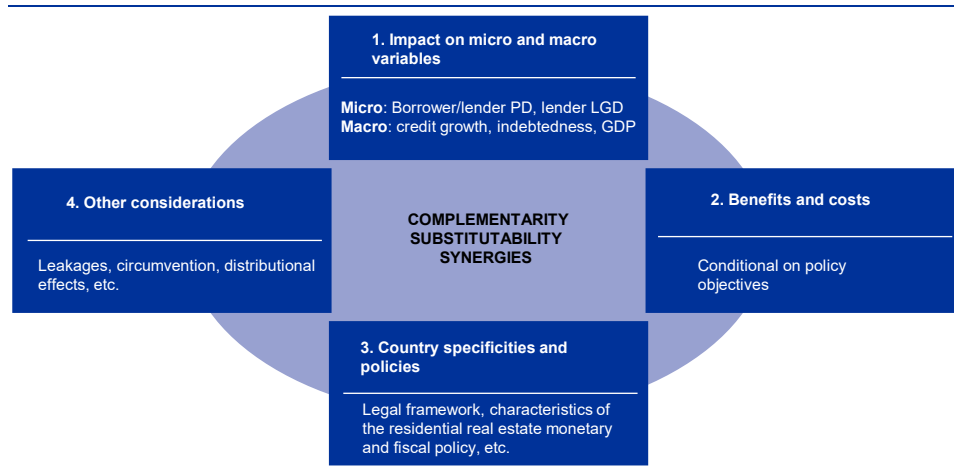 1. Impact on micro and macro
variables
Micro: Borrower/lender PD, lender LGD
Macro: credit growth, indebtedness, GDP
4. Other considerations
Leakages, circumvention, distributional
effects, etc.
COMPLEMENTARITY
SUBSTITUTABILITY
SYNERGIES
2. Benefits and costs
Conditional on policy
objectives
3. Country specificities and
policies
Legal framework, characteristics of
the residential real estate monetary
and fiscal policy, etc.